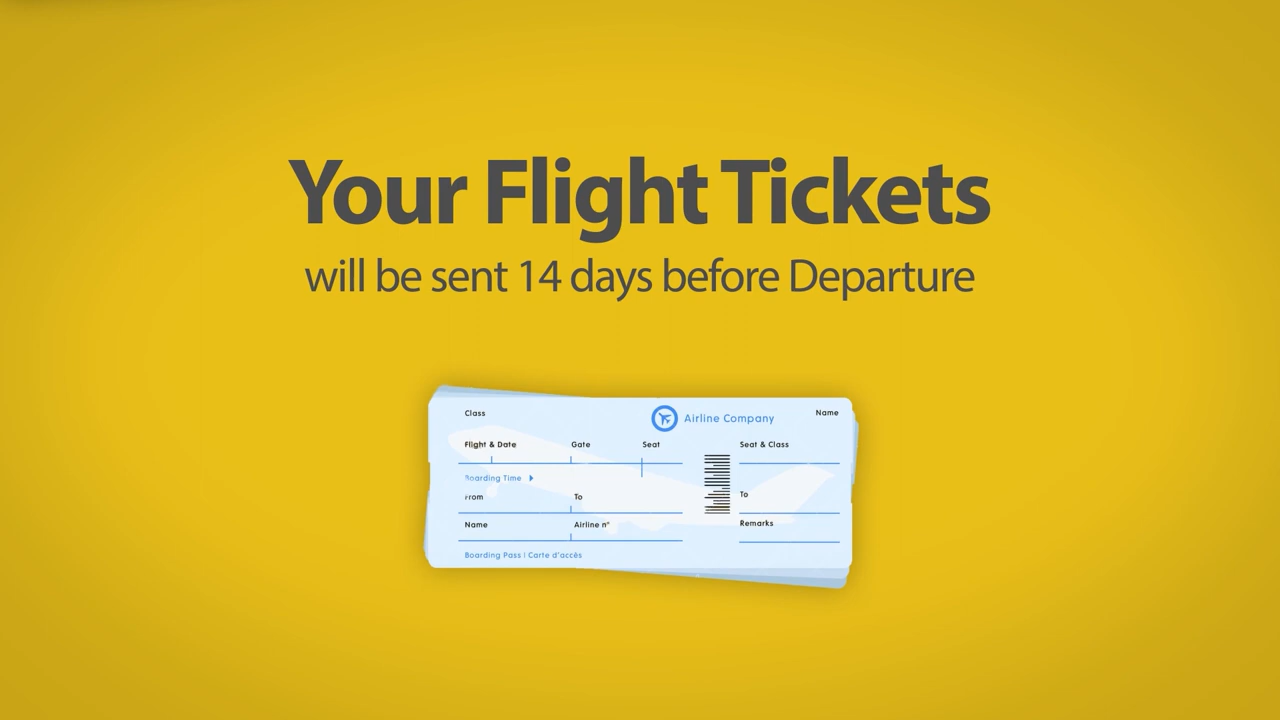 Your Flight Tickets
will be sent 14 days before Departure
Class
Airline Company
Name
Flight & Date
Gate
Seat
Seat & Class
Boarding Time
From
To
To
Name
Airline n°
Remarks
Boarding Pass | Carte d'accès